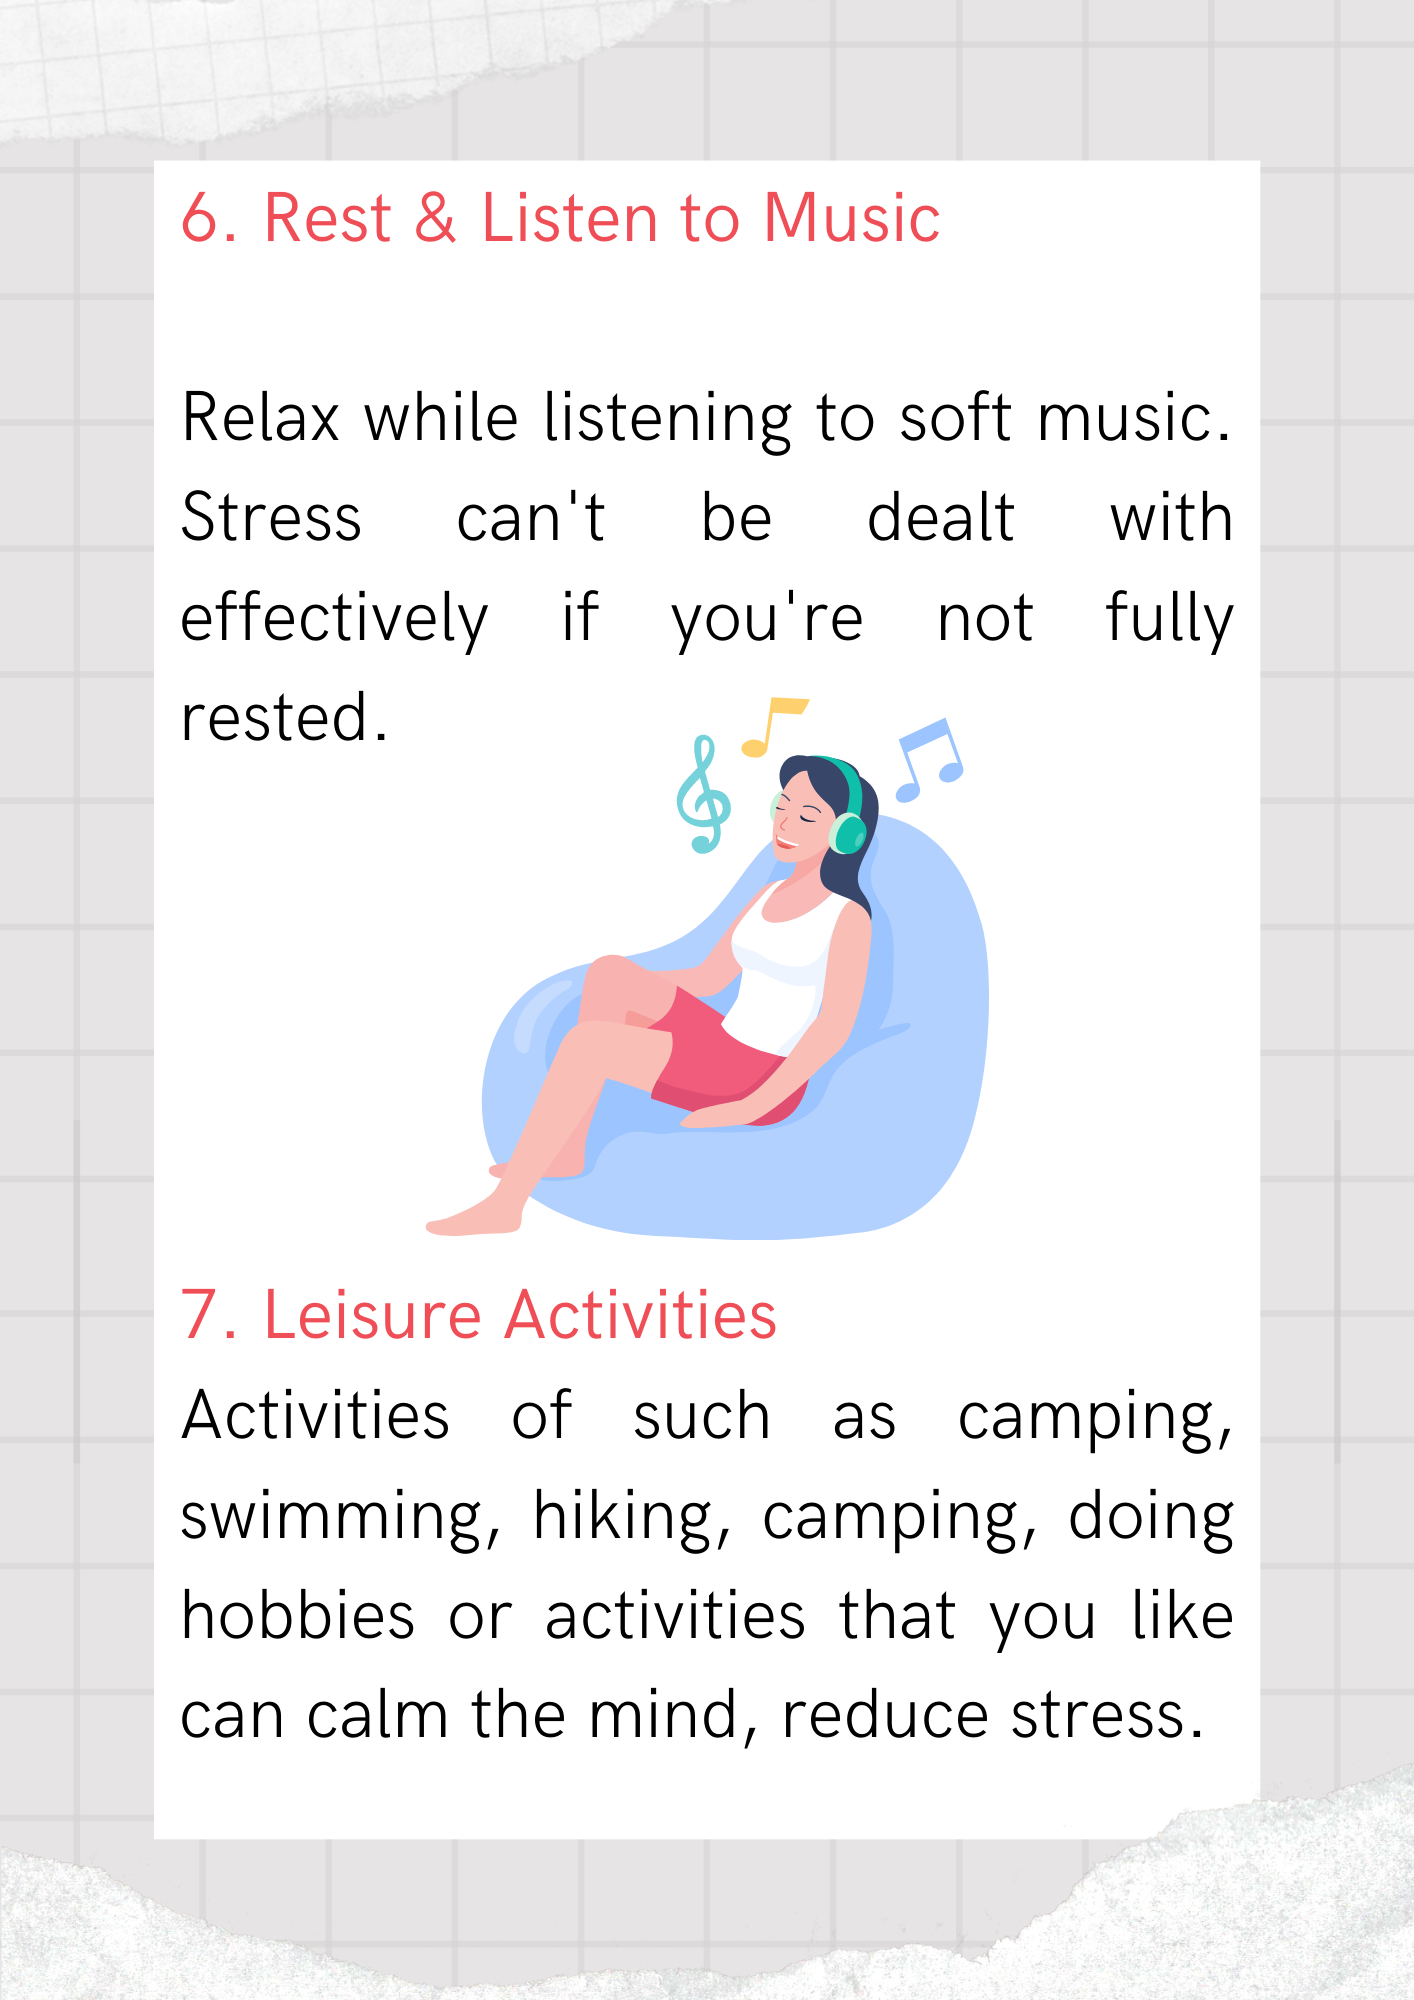 6. Rest & Listen to Music
Relax while listening to soft music.
Stress can't be dealt with
effectively if you're not fully
rested.
7. Leisure Activities
Activities of such as camping,
swimming, hiking, camping, doing
hobbies or activities that you like
can calm the mind, reduce stress.